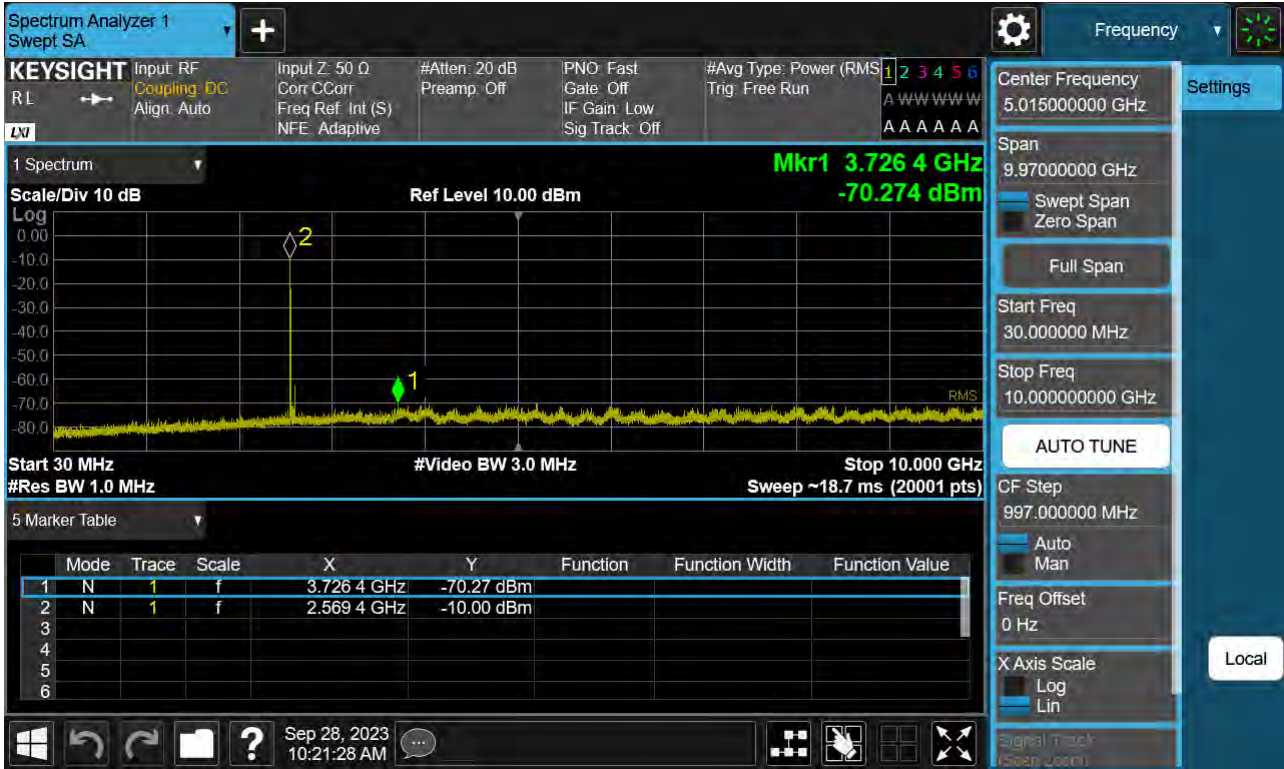 Spectrum Analyzer 1
Swept SA
Frequency
KEYSIGHT
R L
LXI
Input: RF
Coupling: DC
Align: Auto
Input Z: 50 Ω
Corr CCorr
Freq Ref: Int (S)
NFE: Adaptive
#Atten: 20 dB
Preamp: Off
PNO: Fast
Gate: Off
IF Gain: Low
Sig Track: Off
#Avg Type: Power (RMS
Trig: Free Run
1 2 3 4 5 6
A W W W W W
A A A A A A
1 Spectrum
Scale/Div 10 dB
Ref Level 10.00 dBm
Mkr1 3.726 4 GHz
-70.274 dBm
Log
0.00
-10.0
-20.0
-30.0
-40.0
-50.0
-60.0
-70.0
-80.0
2
1
RMS
Start 30 MHz
#Video BW 3.0 MHz
Stop 10.000 GHz
#Res BW 1.0 MHz
Sweep ~18.7 ms (20001 pts)
5 Marker Table
Mode Trace Scale X Y Function Function Width Function Value
1 N 1 f 3.726 4 GHz -70.27 dBm
2 N 1 f 2.569 4 GHz -10.00 dBm
3
4
5
6
?
Sep 28, 2023
10:21:28 AM
Center Frequency
5.015000000 GHz
Span
9.97000000 GHz
Swept Span
Zero Span
Full Span
Start Freq
30.000000 MHz
Stop Freq
10.000000000 GHz
AUTO TUNE
CF Step
997.000000 MHz
Auto
Man
Freq Offset
0 Hz
X Axis Scale
Log
Lin
Signal Track
(Span Zoom)
Settings
Local